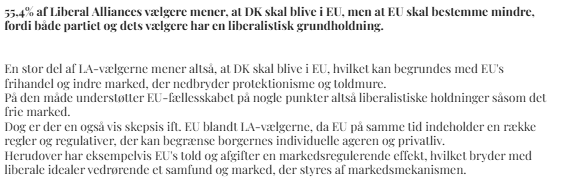 55,4% af Liberal Alliances vælgere mener, at DK skal blive i EU, men at EU skal bestemme mindre,
fordi både partiet og dets vælgere har en liberalistisk grundholdning.
En stor del af LA-vælgerne mener altså, at DK skal blive i EU, hvilket kan begrundes med EU's
frihandel og indre marked, der nedbryder protektionisme og toldmure.
På den måde understøtter EU-fællesskabet på nogle punkter altså liberalistiske holdninger såsom det
frie marked.
Dog er der en også vis skepsis ift. EU blandt LA-vælgerne, da EU på samme tid indeholder en række
regler og regulativer, der kan begrænse borgernes individuelle ageren og privatliv.
Herudover har eksempelvis EU's told og afgifter en markedsregulerende effekt, hvilket bryder med
liberale idealer vedrørende et samfund og marked, der styres af markedsmekanismen.